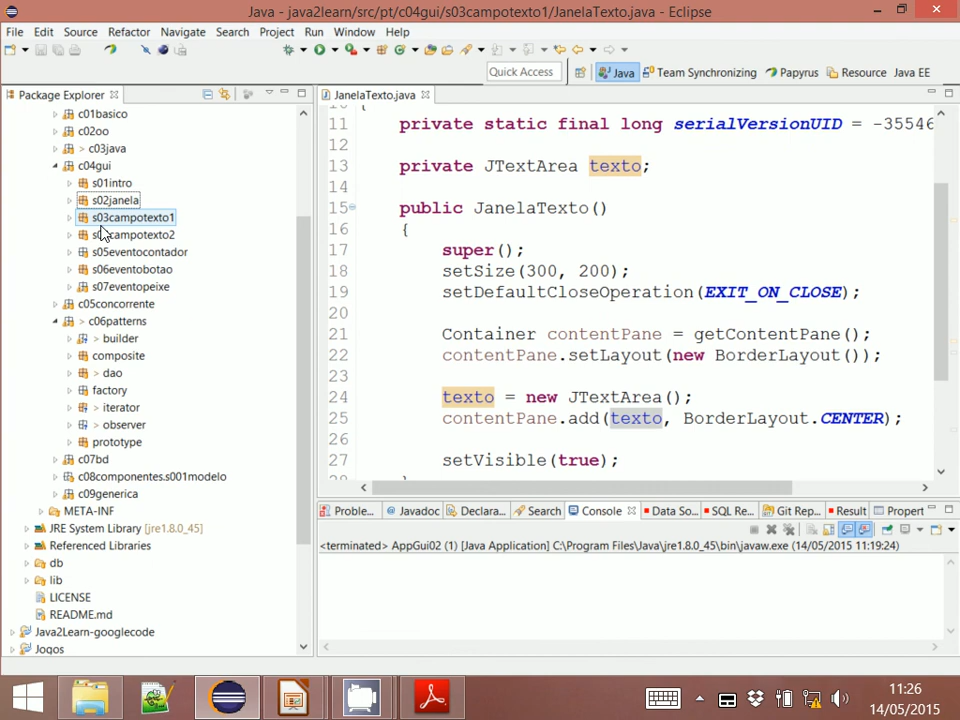 Java - java2learn/src/pt/c04gui/s03campotexto1/JanelaTexto.java - Eclipse
File Edit Source Refactor Navigate Search Project Run Window Help
Quick Access Java Team Synchronizing Papyrus Resource Java EE
Package Explorer
c01basico
c02oo
> c03java
c04gui
s01intro
s02janela
s03campotexto1
campotexto2
s05eventocontador
s06eventobotao
s07eventopeixe
c05concorrente
> c06patterns
> builder
composite
> dao
factory
> iterator
> observer
prototype
c07bd
c08componentes.s001modelo
c09generica
META-INF
JRE System Library [jre1.8.0_45]
Referenced Libraries
db
lib
LICENSE
README.md
Java2Learn-googlecode
Jogos
JanelaTexto.java
11 private static final long serialVersionUID = -35546
12
13 private JTextArea texto;
14
15 public JanelaTexto()
16 {
17 super();
18 setSize(300, 200);
19 setDefaultCloseOperation(EXIT_ON_CLOSE);
20
21 Container contentPane = getContentPane();
22 contentPane.setLayout(new BorderLayout());
23
24 texto = new JTextArea();
25 contentPane.add(texto, BorderLayout.CENTER);
26
27 setVisible(true);
Proble... Javadoc Declara... Search Console Data So... SQL Re... Result Git Rep... Propert
<terminated> AppGui02 (1) [Java Application] C:\Program Files\Java\jre1.8.0_45\bin\javaw.exe (14/05/2015 11:19:24)
11:26
14/05/2015